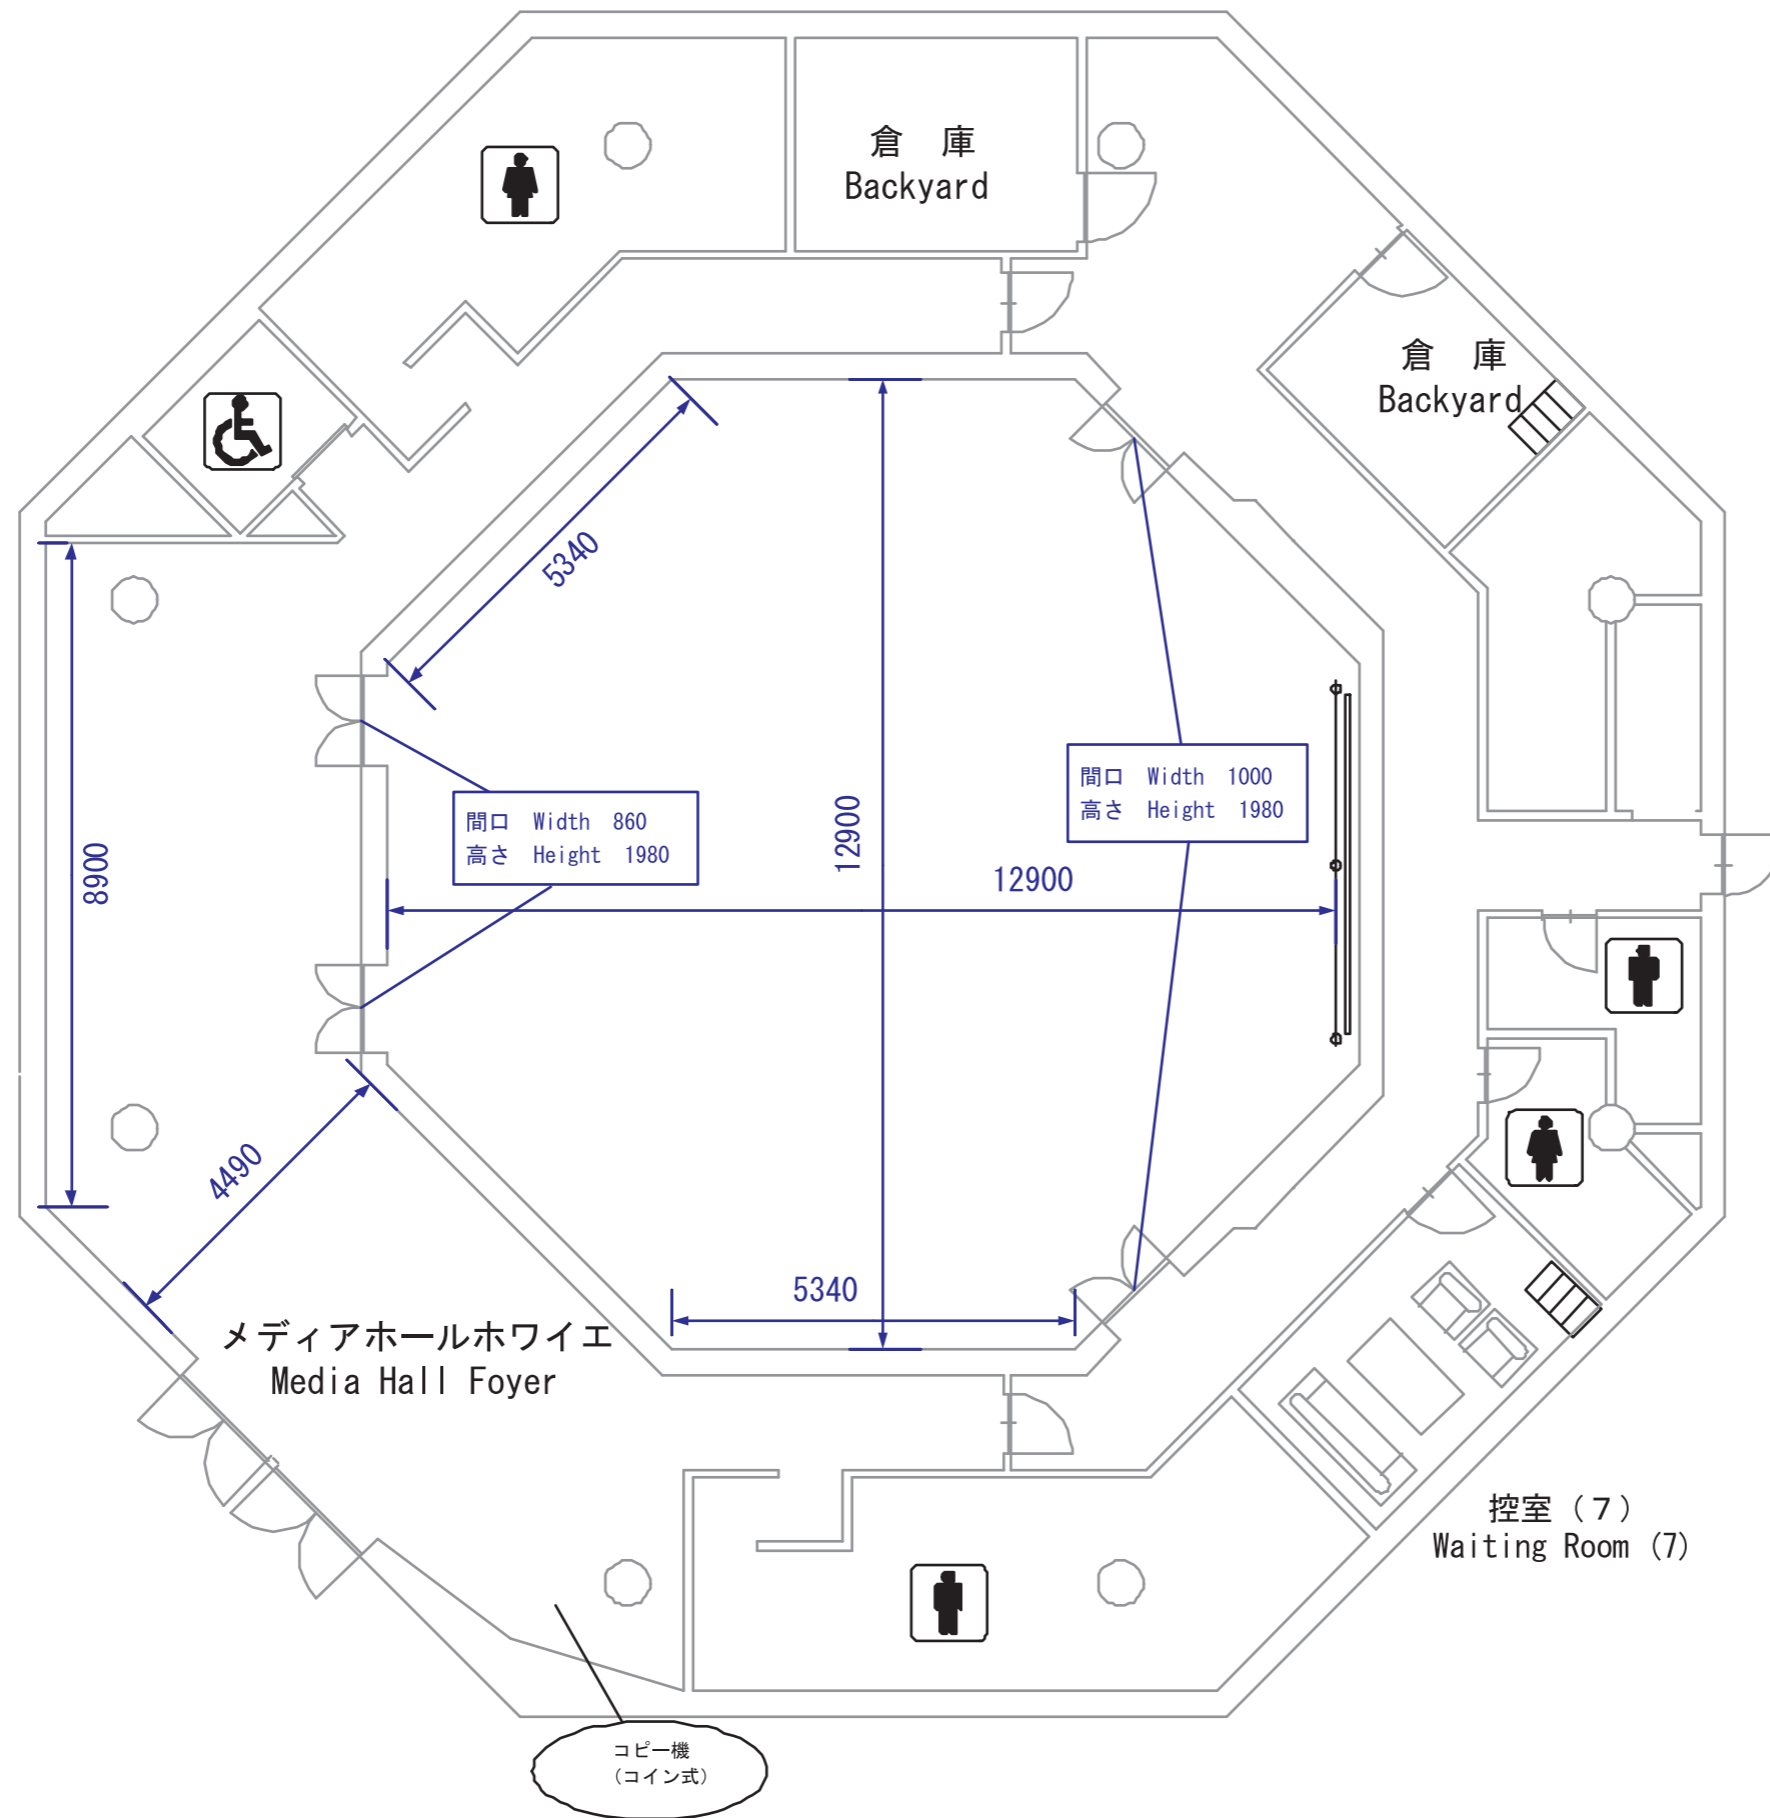 倉　庫
Backyard
倉　庫
Backyard
5340
間口　Width　1000
高さ　Height　1980
間口　Width　860
高さ　Height　1980
12900
8900
12900
4490
5340
メディアホールホワイエ
Media Hall Foyer
控室（７）
Waiting Room (7)
コピー機
（コイン式）